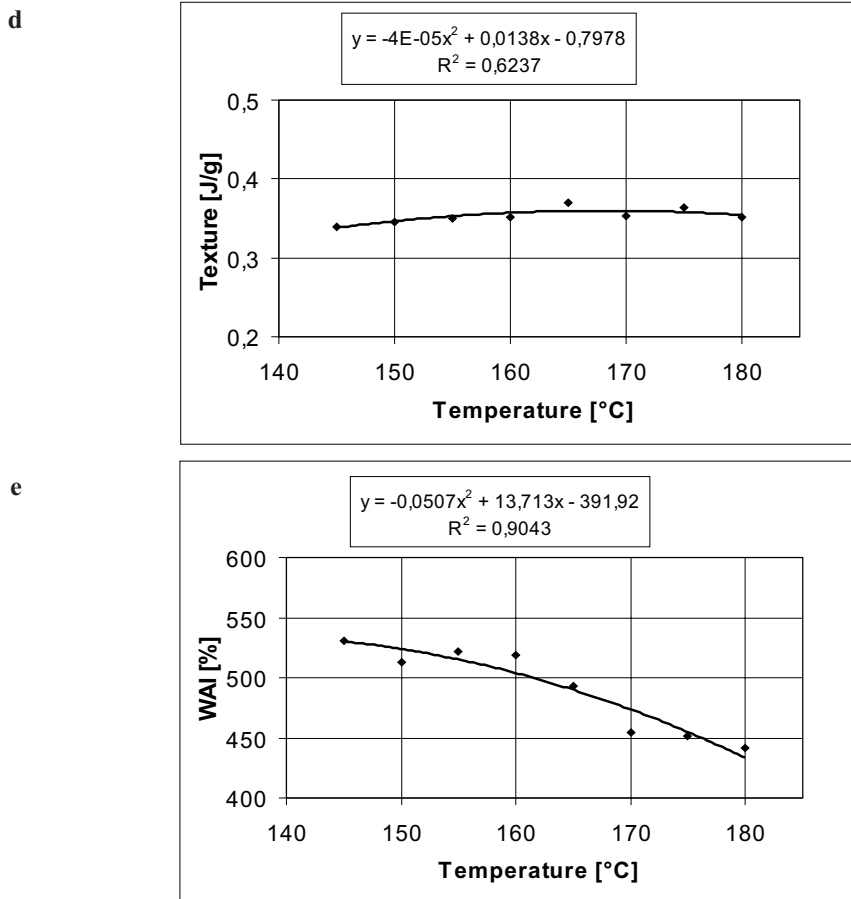 d
y = -4E-05x² + 0,0138x - 0,7978
R² = 0,6237
0,5
0,4
0,3
0,2
Texture [J/g]
140 150 160 170 180
Temperature [°C]
e
y = -0,0507x² + 13,713x - 391,92
R² = 0,9043
600
550
500
450
400
WAI [%]
140 150 160 170 180
Temperature [°C]